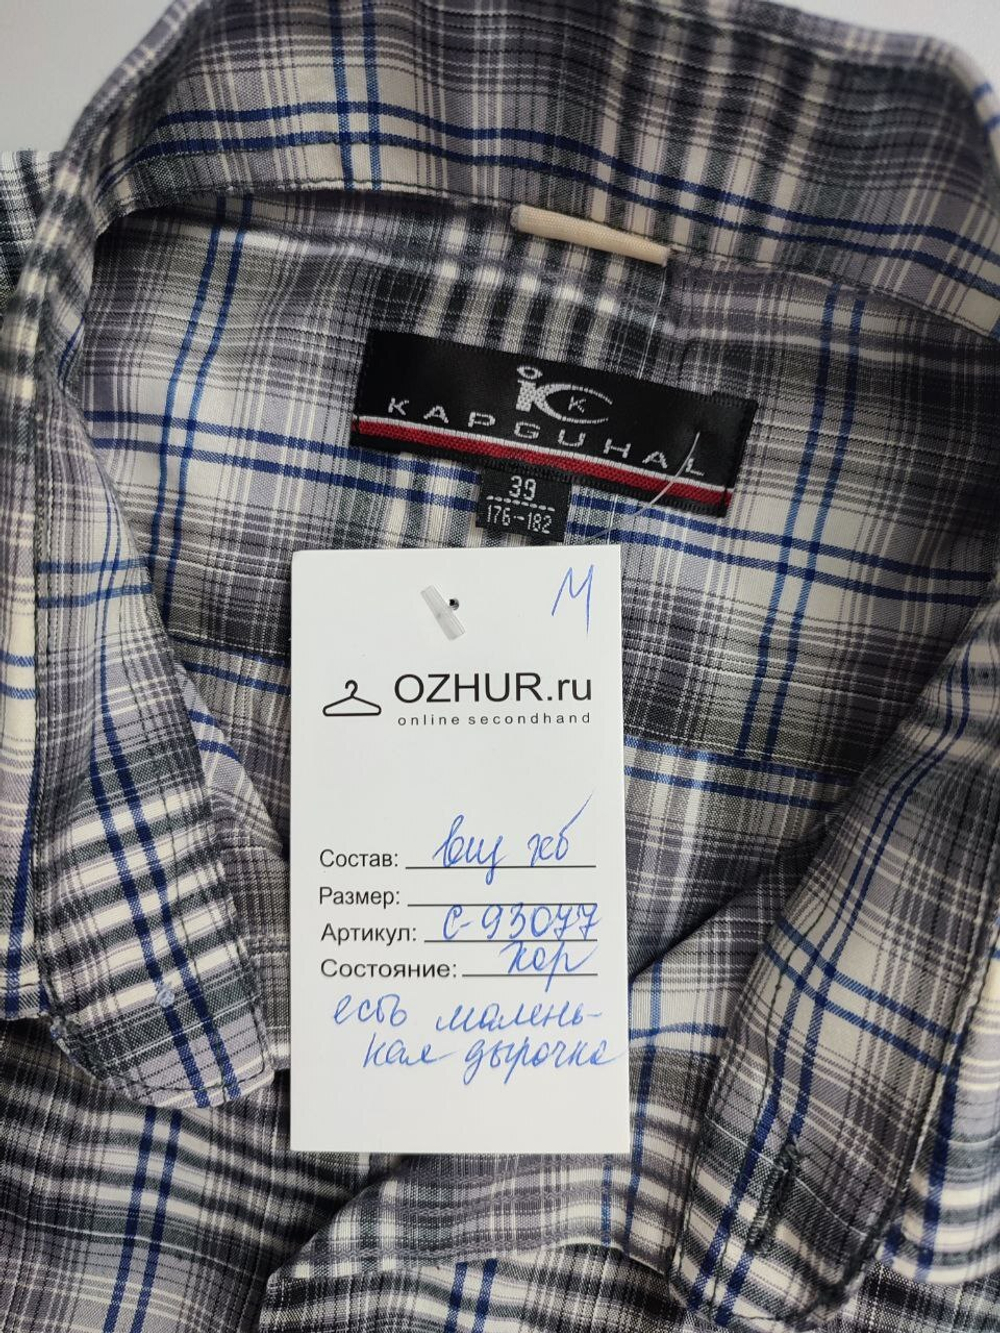 K
KAPGUHAL
39
176-182
M
OZHUR.ru
online secondhand
Состав: вищ хб
Размер:
Артикул: С-93077
Состояние: хор
есть малень-
кая дырочка